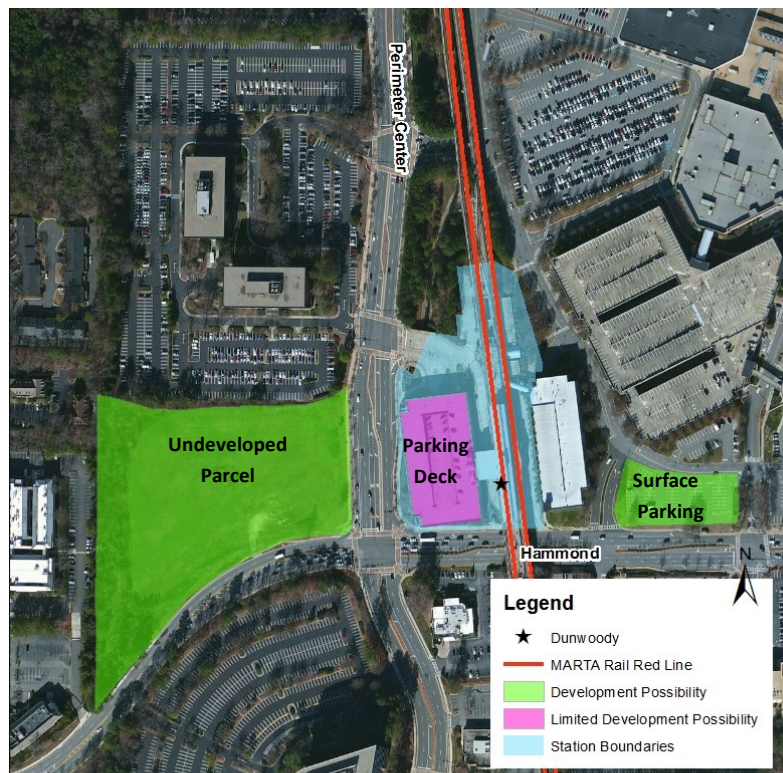 Perimeter Center
Undeveloped
Parcel
Parking
Deck
Surface
Parking
Hammond
N
Legend
Dunwoody
MARTA Rail Red Line
Development Possibility
Limited Development Possibility
Station Boundaries